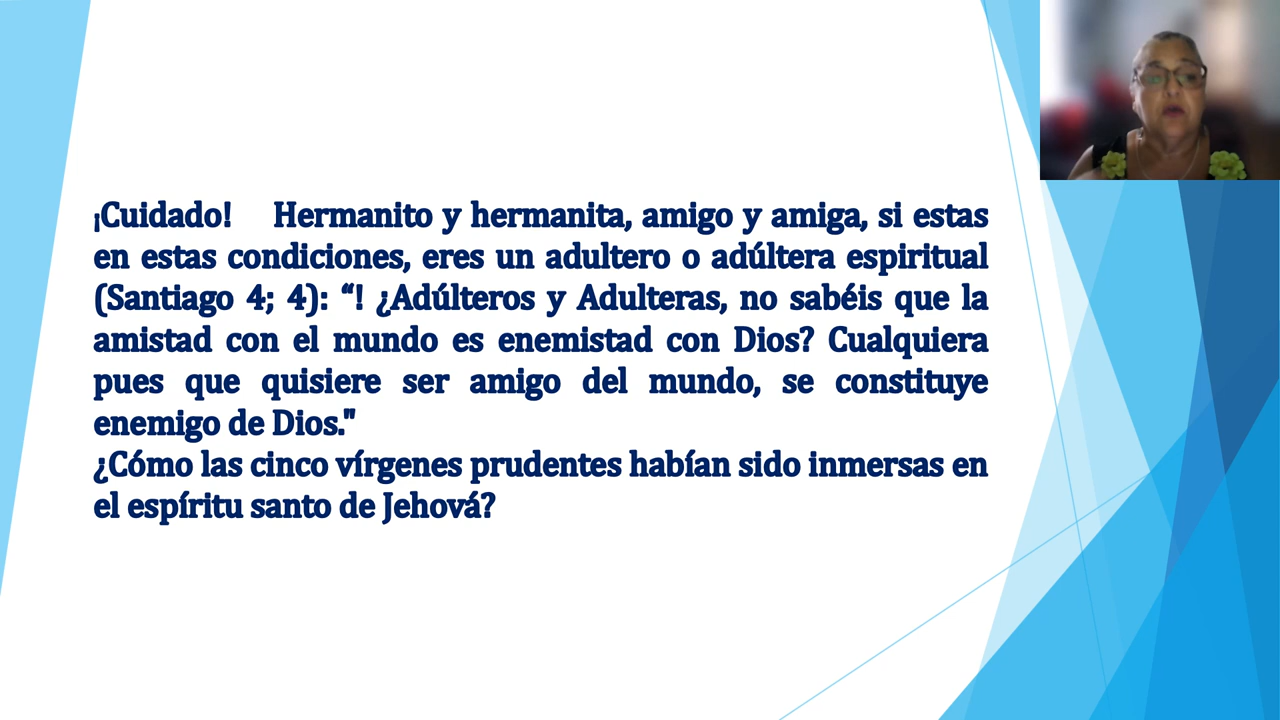 ¡Cuidado! Hermanito y hermanita, amigo y amiga, si estas
en estas condiciones, eres un adultero o adúltera espiritual
(Santiago 4; 4): “! ¿Adúlteros y Adulteras, no sabéis que la
amistad con el mundo es enemistad con Dios? Cualquiera
pues que quisiere ser amigo del mundo, se constituye
enemigo de Dios."
¿Cómo las cinco vírgenes prudentes habían sido inmersas en
el espíritu santo de Jehová?